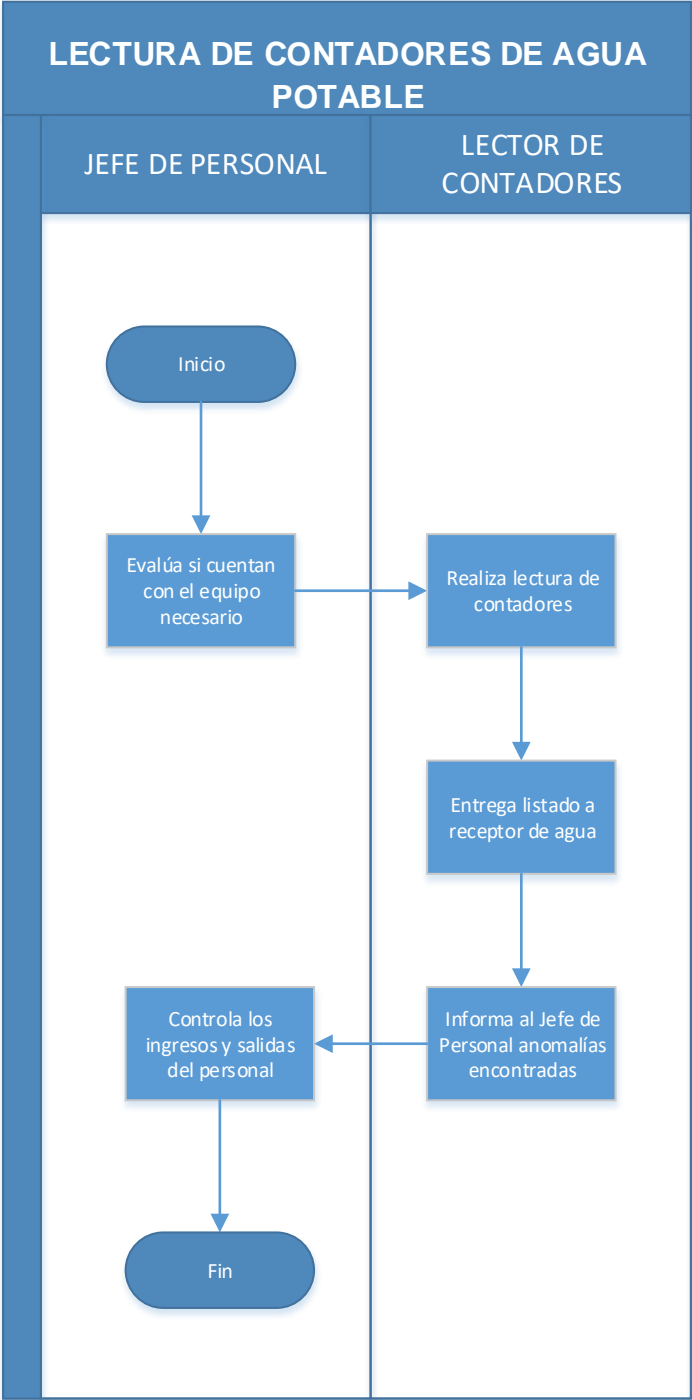 LECTURA DE CONTADORES DE AGUA
POTABLE
JEFE DE PERSONAL
LECTOR DE
CONTADORES
Inicio
Evalúa si cuentan
con el equipo
necesario
Realiza lectura de
contadores
Entrega listado a
receptor de agua
Informa al Jefe de
Personal anomalías
encontradas
Controla los
ingresos y salidas
del personal
Fin